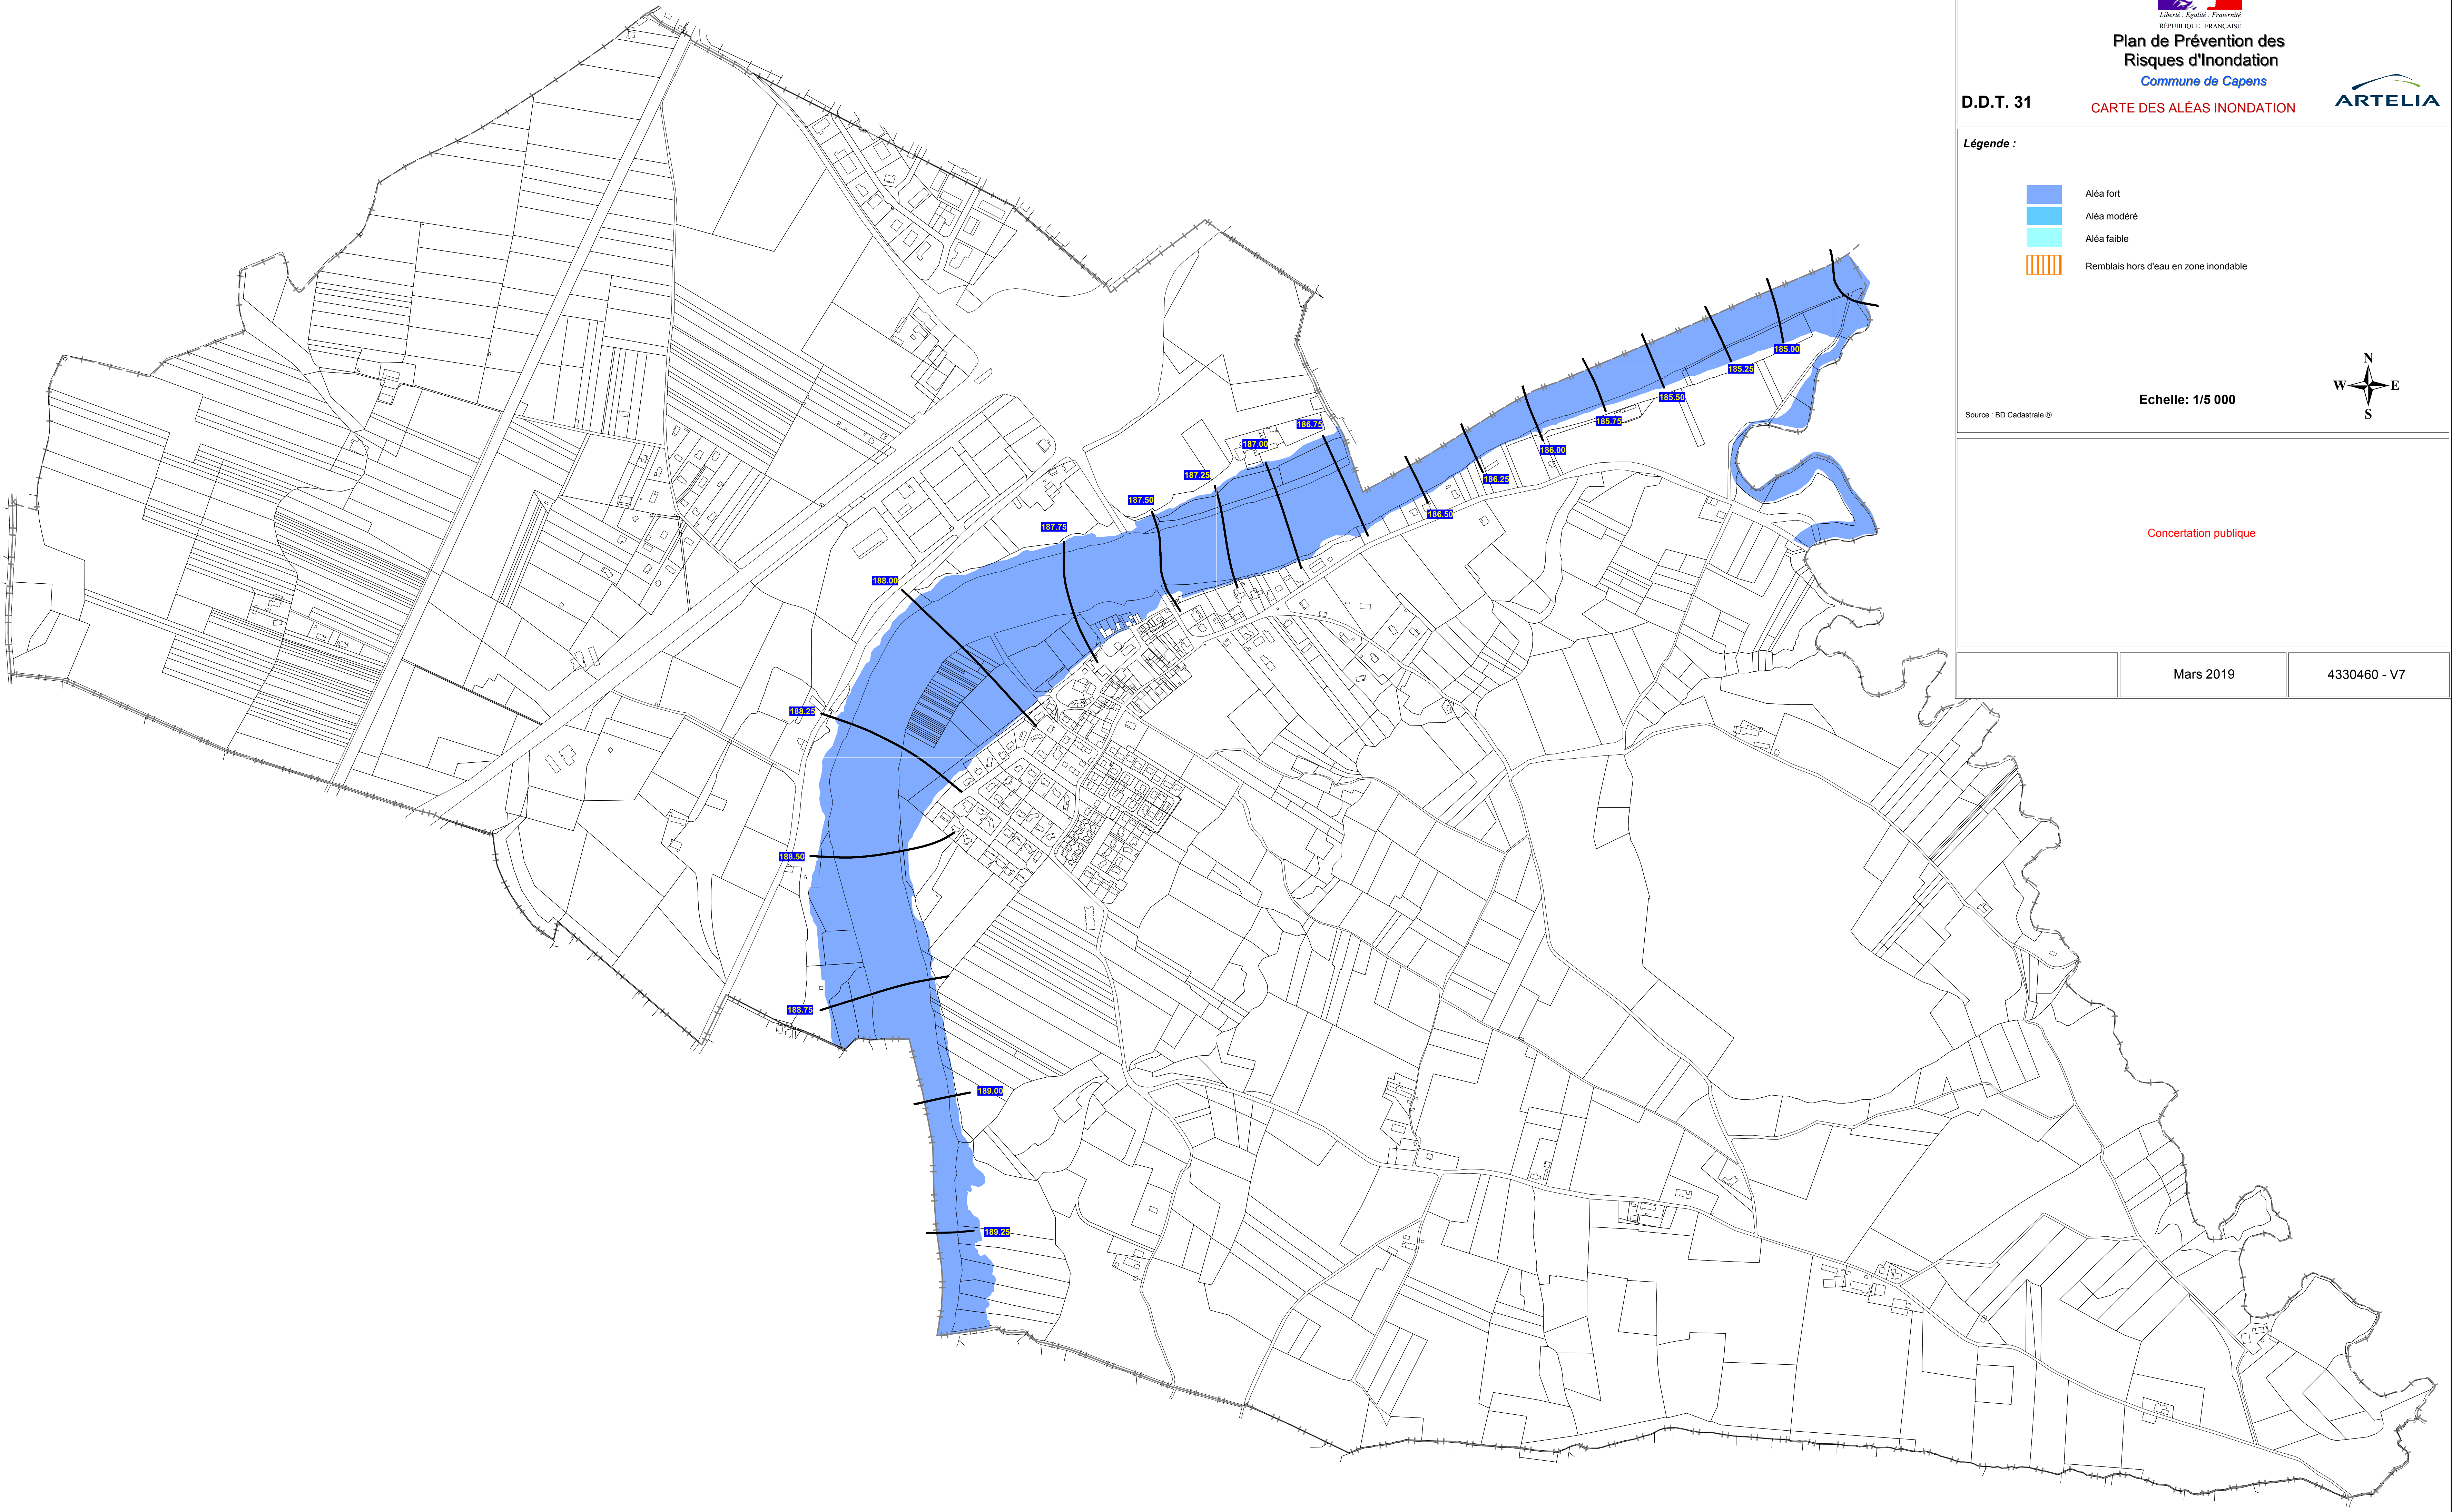 Liberté . Egalité . Fraternité
RÉPUBLIQUE FRANÇAISE
Plan de Prévention des
Risques d'Inondation
Commune de Capens
D.D.T. 31
CARTE DES ALÉAS INONDATION
ARTELIA
Légende :
Aléa fort
Aléa modéré
Aléa faible
Remblais hors d'eau en zone inondable
N
W E
S
Echelle: 1/5 000
Source : BD Cadastrale ®
Concertation publique
Mars 2019
4330460 - V7
185.00
185.25
185.50
185.75
186.00
186.25
186.50
186.75
187.00
187.25
187.50
187.75
188.00
188.25
188.50
188.75
189.00
189.25